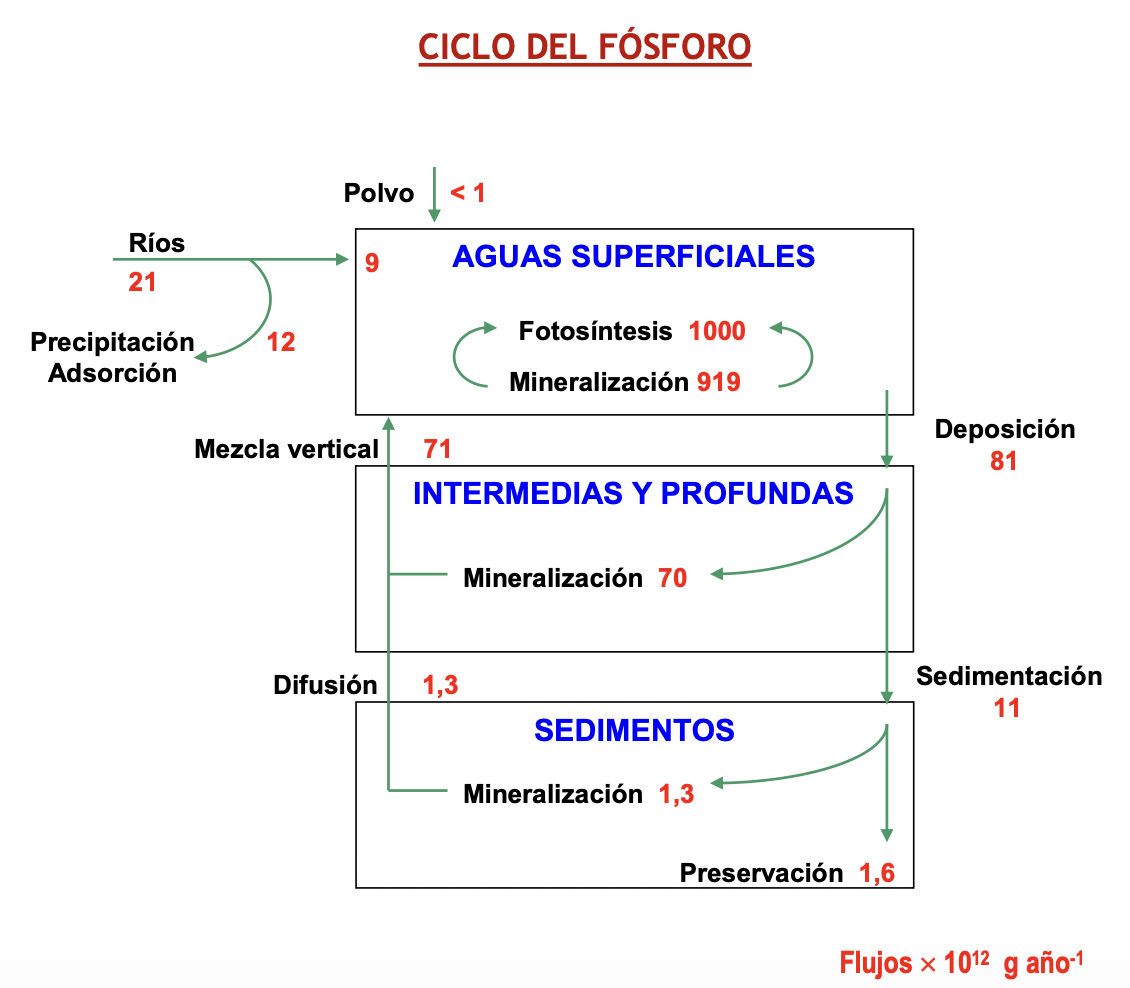 CICLO DEL FÓSFORO
Polvo < 1
Ríos
21
9
AGUAS SUPERFICIALES
Precipitación
Adsorción
12
Fotosíntesis 1000
Mineralización 919
Mezcla vertical 71
Deposición
81
INTERMEDIAS Y PROFUNDAS
Mineralización 70
Difusión 1,3
Sedimentación
11
SEDIMENTOS
Mineralización 1,3
Preservación 1,6
Flujos × 10¹² g año⁻¹